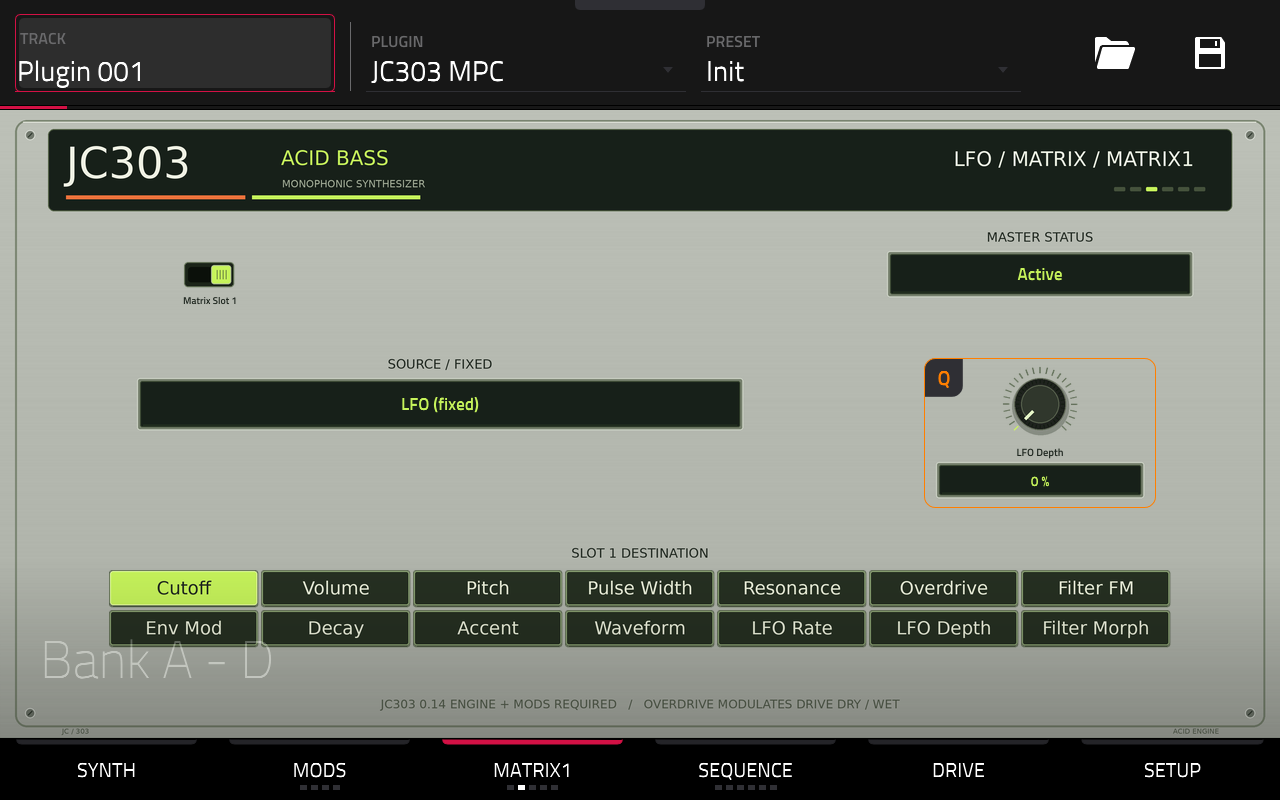 TRACK
Plugin 001
PLUGIN
JC303 MPC
PRESET
Init
JC303
ACID BASS
MONOPHONIC SYNTHESIZER
LFO / MATRIX / MATRIX1
MASTER STATUS
Active
Matrix Slot 1
SOURCE / FIXED
LFO (fixed)
Q
LFO Depth
0 %
SLOT 1 DESTINATION
Cutoff Volume Pitch Pulse Width Resonance Overdrive Filter FM
Env Mod Decay Accent Waveform LFO Rate LFO Depth Filter Morph
Bank A - D
JC303 0.14 ENGINE + MODS REQUIRED / OVERDRIVE MODULATES DRIVE DRY / WET
JC / 303
ACID ENGINE
SYNTH MODS MATRIX1 SEQUENCE DRIVE SETUP